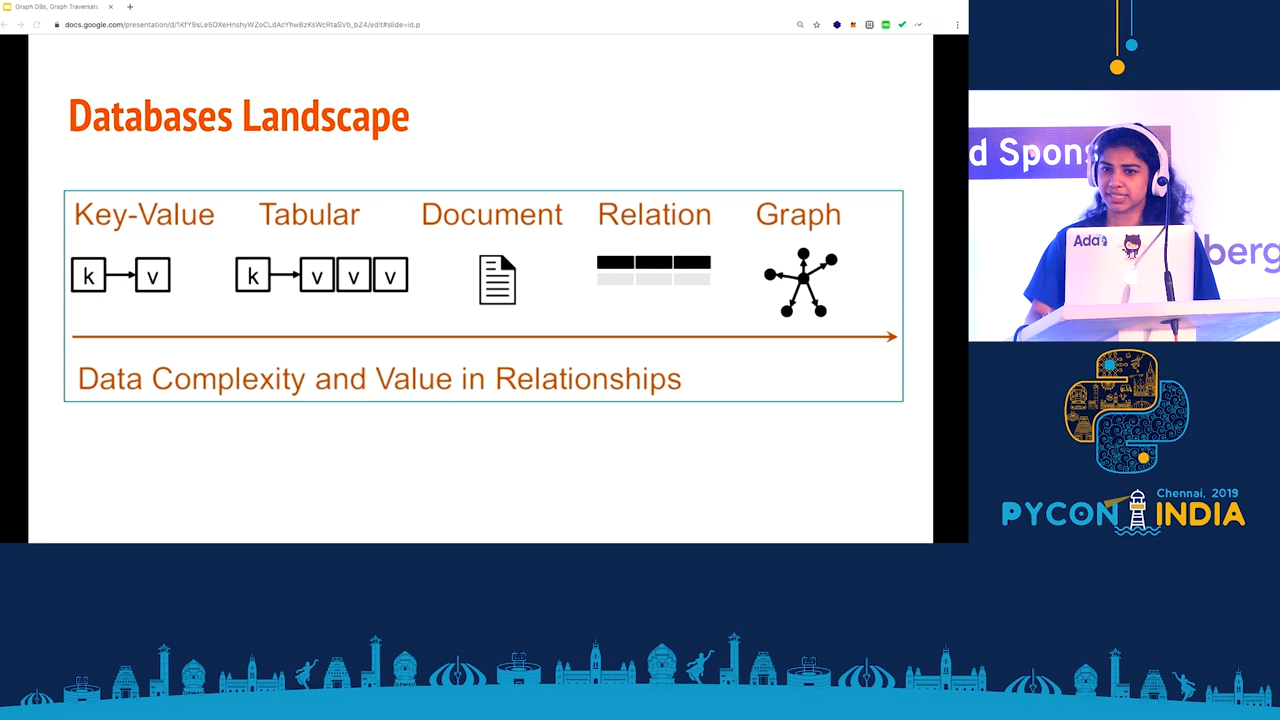 Graph DBs, Graph Traversals
docs.google.com/presentation/d/1KfY9sLe5OXeHnshyWZoCLdAcYhwBzKsWcRtaSVb_bZ4/edit#slide=id.p
Databases Landscape
Key-Value Tabular Document Relation Graph
k v k v v v
Data Complexity and Value in Relationships
d Spons
Ada
berg
Chennai, 2019
PYCON INDIA